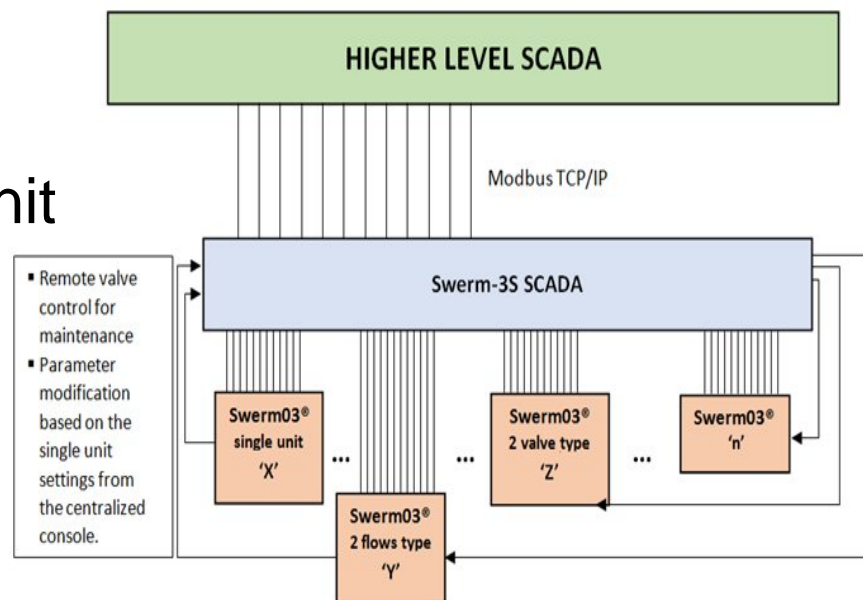 HIGHER LEVEL SCADA
Modbus TCP/IP
nit
Swerm-3S SCADA
▪ Remote valve
control for
maintenance
▪ Parameter
modification
based on the
single unit
settings from
the centralized
console.
Swerm03®
single unit
‘X’
...
Swerm03®
2 flows type
‘Y’
...
Swerm03®
2 valve type
‘Z’
...
Swerm03®
‘n’